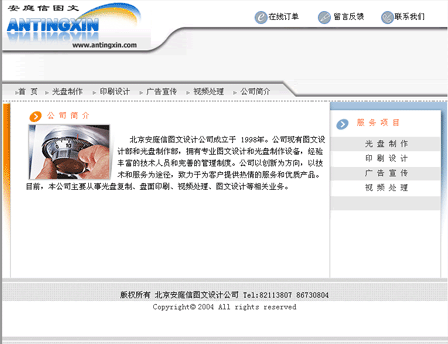 安庭信图文
ANTINGXIN
www.antingxin.com
在线订单 留言反馈 联系我们
首 页 光盘制作 印刷设计 广告宣传 视频处理 公司简介
公司简介
北京安庭信图文设计公司成立于 1998年。公司现有图文设
计部和光盘制作部，拥有专业图文设计和光盘制作设备，经验
丰富的技术人员和完善的管理制度。公司以创新为方向，以技
术和服务为途径，致力于为客户提供热情的服务和优质产品。
目前，本公司主要从事光盘复制、盘面印刷、视频处理、图文设计等相关业务。
服务项目
光盘制作
印刷设计
广告宣传
视频处理
版权所有 北京安庭信图文设计公司 Tel:82113807 86730804
Copyright© 2004 All rights reserved